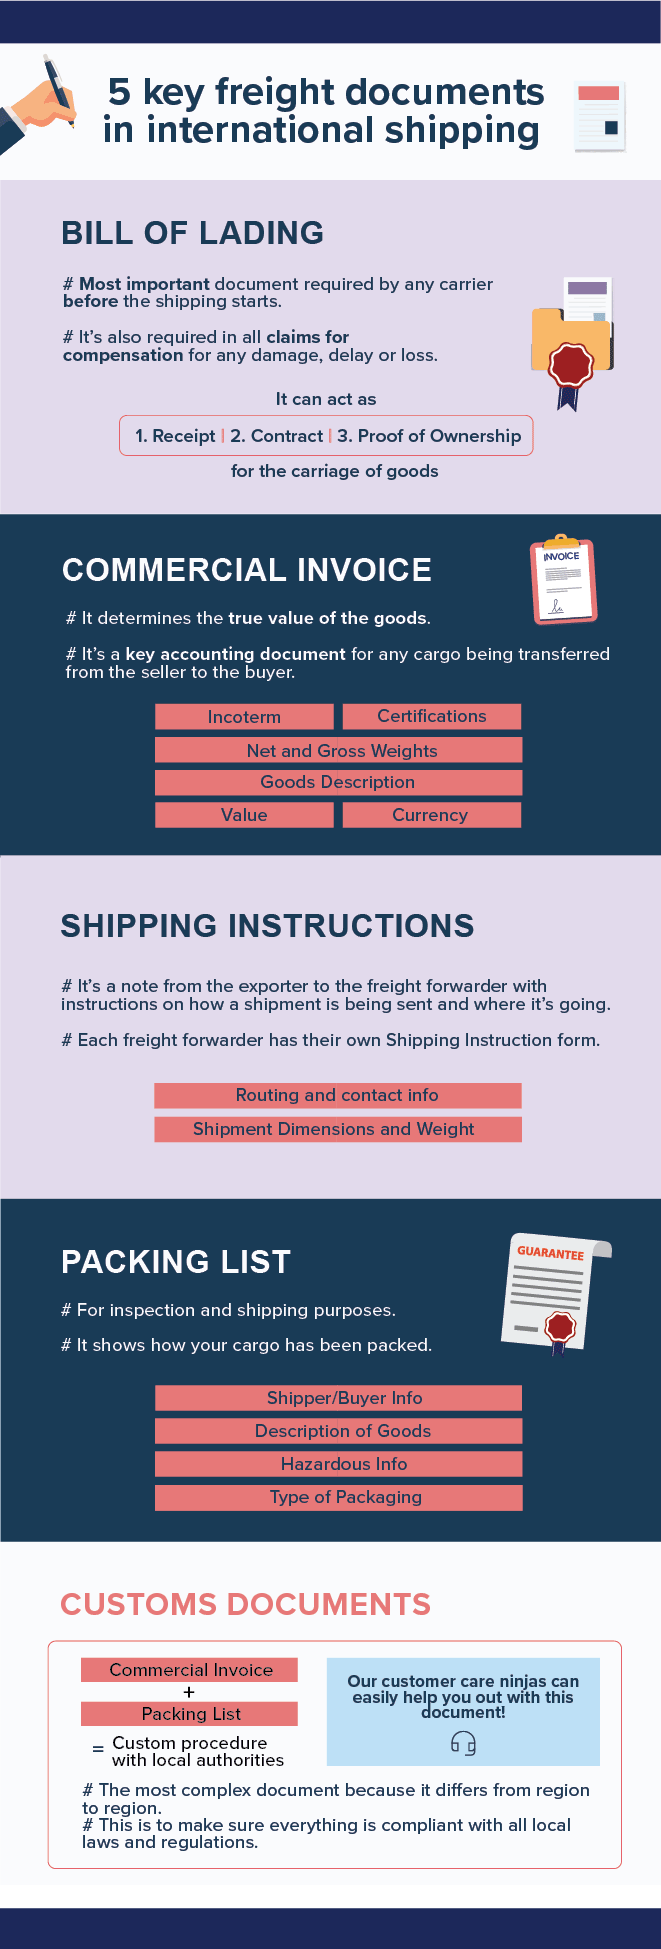 5 key freight documents
in international shipping
BILL OF LADING
# Most important document required by any carrier
before the shipping starts.
# It's also required in all claims for
compensation for any damage, delay or loss.
It can act as
1. Receipt | 2. Contract | 3. Proof of Ownership
for the carriage of goods
COMMERCIAL INVOICE
INVOICE
# It determines the true value of the goods.
# It's a key accounting document for any cargo being transferred
from the seller to the buyer.
Incoterm
Certifications
Net and Gross Weights
Goods Description
Value
Currency
SHIPPING INSTRUCTIONS
# It's a note from the exporter to the freight forwarder with
instructions on how a shipment is being sent and where it's going.
# Each freight forwarder has their own Shipping Instruction form.
Routing and contact info
Shipment Dimensions and Weight
PACKING LIST
GUARANTEE
# For inspection and shipping purposes.
# It shows how your cargo has been packed.
Shipper/Buyer Info
Description of Goods
Hazardous Info
Type of Packaging
CUSTOMS DOCUMENTS
Commercial Invoice
+
Packing List
= Custom procedure
with local authorities
Our customer care ninjas can
easily help you out with this
document!
# The most complex document because it differs from region
to region.
# This is to make sure everything is compliant with all local
laws and regulations.